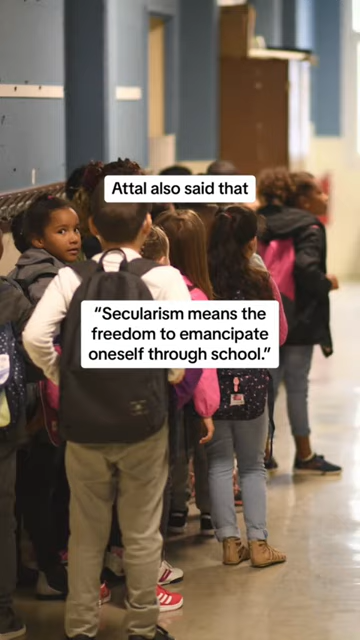 Attal also said that
“Secularism means the
freedom to emancipate
oneself through school.”